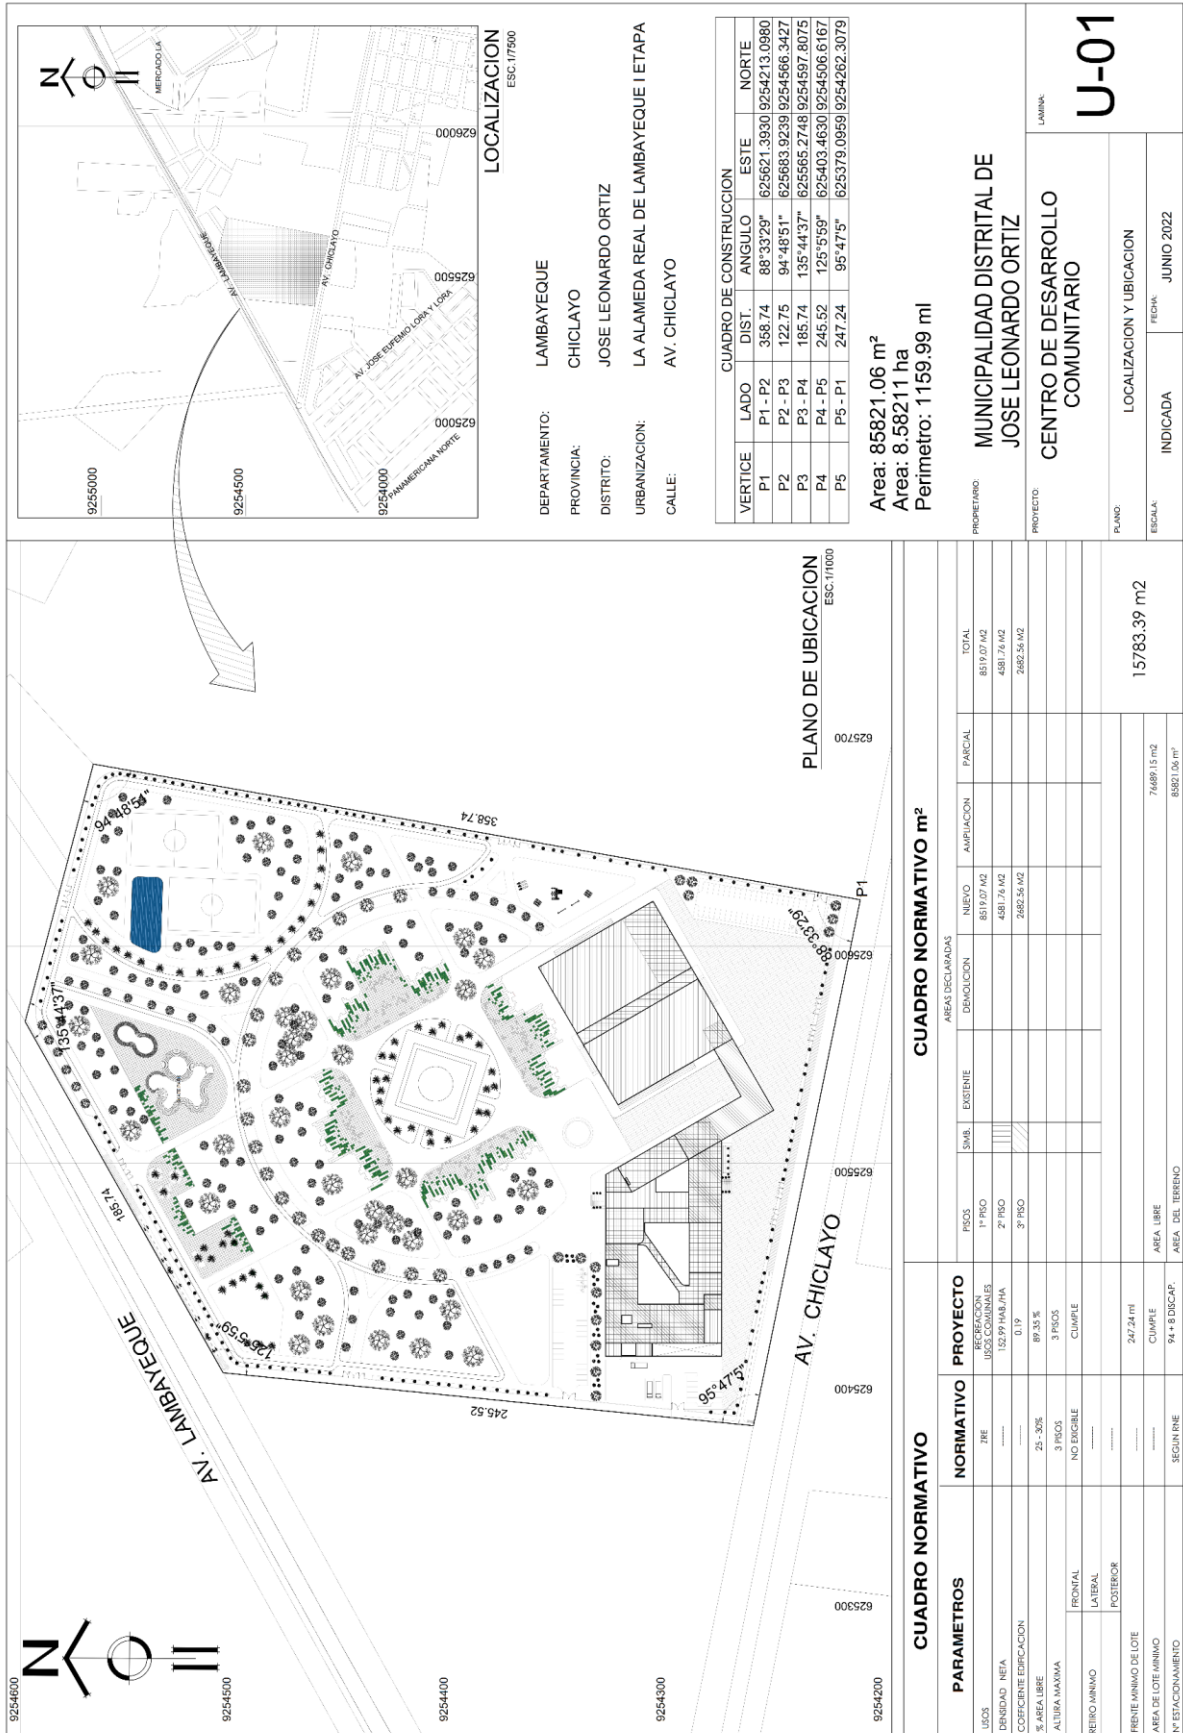 N
AV. LAMBAYEQUE
AV. CHICLAYO
94°48'51"
135°44'37"
125°5'59"
95°47'5"
88°33'29"
P1
358.74
185.74
245.52
9254600
9254500
9254400
9254300
9254200
625300
625400
625500
625600
625700
PLANO DE UBICACION
ESC.1/1000
N
MERCADO LA
AV. LAMBAYEQUE
AV. CHICLAYO
AV. JOSE EUFEMIO LORA Y LORA
PANAMERICANA NORTE
9255000
9254500
9254000
625000
625500
626000
LOCALIZACION
ESC.1/7500
DEPARTAMENTO: LAMBAYEQUE
PROVINCIA: CHICLAYO
DISTRITO: JOSE LEONARDO ORTIZ
URBANIZACION: LA ALAMEDA REAL DE LAMBAYEQUE I ETAPA
CALLE: AV. CHICLAYO
CUADRO DE CONSTRUCCION
VERTICE LADO DIST. ANGULO ESTE NORTE
P1 P1 - P2 358.74 88°33'29" 625621.3930 9254213.0980
P2 P2 - P3 122.75 94°48'51" 625683.9239 9254566.3427
P3 P3 - P4 185.74 135°44'37" 625565.2748 9254597.8075
P4 P4 - P5 245.52 125°5'59" 625403.4630 9254506.6167
P5 P5 - P1 247.24 95°47'5" 625379.0959 9254262.3079
Area: 85821.06 m²
Area: 8.58211 ha
Perimetro: 1159.99 ml
CUADRO NORMATIVO
PARAMETROS NORMATIVO PROYECTO
USOS ZRE RECREACION USOS COMUNALES
DENSIDAD NETA -------- 152.99 HAB./HA
COEFICIENTE EDIFICACION -------- 0.19
% AREA LIBRE 25 - 30% 89.35 %
ALTURA MAXIMA 3 PISOS 3 PISOS
RETIRO MINIMO FRONTAL NO EXIGIBLE CUMPLE
LATERAL --------
POSTERIOR --------
FRENTE MINIMO DE LOTE -------- 247.24 ml
AREA DE LOTE MINIMO -------- CUMPLE
N° ESTACIONAMIENTO SEGUN RNE 94 + 8 DISCAP.
CUADRO NORMATIVO m²
AREAS DECLARADAS
PISOS SIMB. EXISTENTE DEMOLICION NUEVO AMPLIACION PARCIAL TOTAL
1° PISO 8519.07 M2 8519.07 M2
2° PISO 4581.76 M2 4581.76 M2
3° PISO 2682.56 M2 2682.56 M2
15783.39 m2
AREA LIBRE 76689.15 m2
AREA DEL TERRENO 85821.06 m²
PROPIETARIO: MUNICIPALIDAD DISTRITAL DE
JOSE LEONARDO ORTIZ
PROYECTO: CENTRO DE DESARROLLO
COMUNITARIO
LAMINA: U-01
PLANO: LOCALIZACION Y UBICACION
ESCALA: INDICADA
FECHA: JUNIO 2022